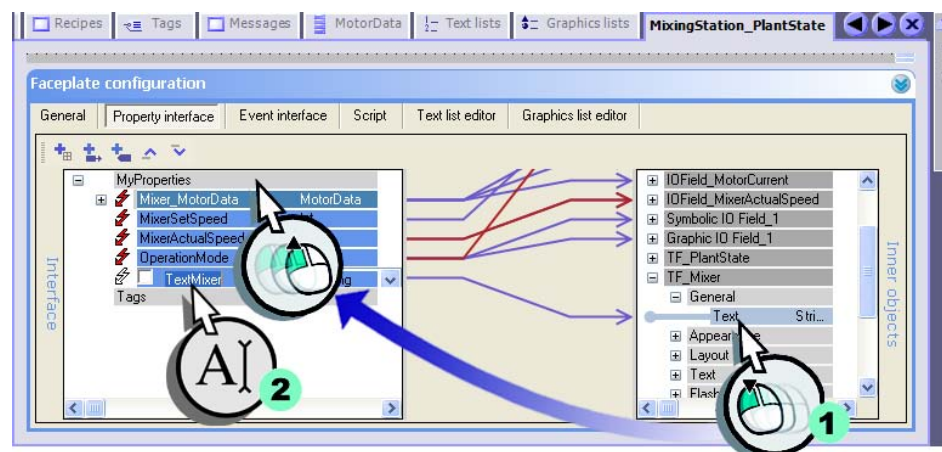 Recipes Tags Messages MotorData Text lists Graphics lists MixingStation_PlantState
Faceplate configuration
General Property interface Event interface Script Text list editor Graphics list editor
MyProperties
Mixer_MotorData MotorData
MixerSetSpeed
MixerActualSpeed
OperationMode
TextMixer
Tags
Interface
IOField_MotorCurrent
IOField_MixerActualSpeed
Symbolic IO Field_1
Graphic IO Field_1
TF_PlantState
TF_Mixer
General
Text Stri...
Layout
Text
Inner objects
A
2
1